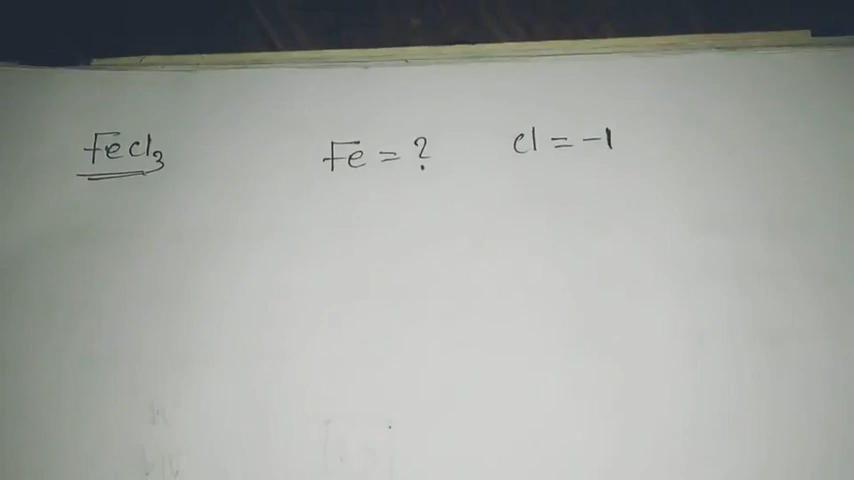 FeCl₃ Fe = ? Cl = -1